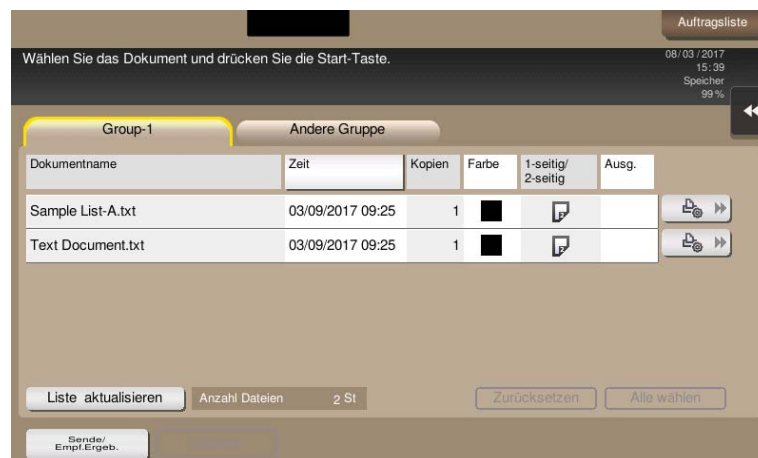 Auftragsliste
Wählen Sie das Dokument und drücken Sie die Start-Taste.
08/03/2017
15:39
Speicher
99 %
Group-1
Andere Gruppe
Dokumentname
Zeit
Kopien
Farbe
1-seitig/
2-seitig
Ausg.
Sample List-A.txt
03/09/2017 09:25
1
Text Document.txt
03/09/2017 09:25
1
Liste aktualisieren
Anzahl Dateien
2 St
Zurücksetzen
Alle wählen
Sende/
Empf.Ergeb.